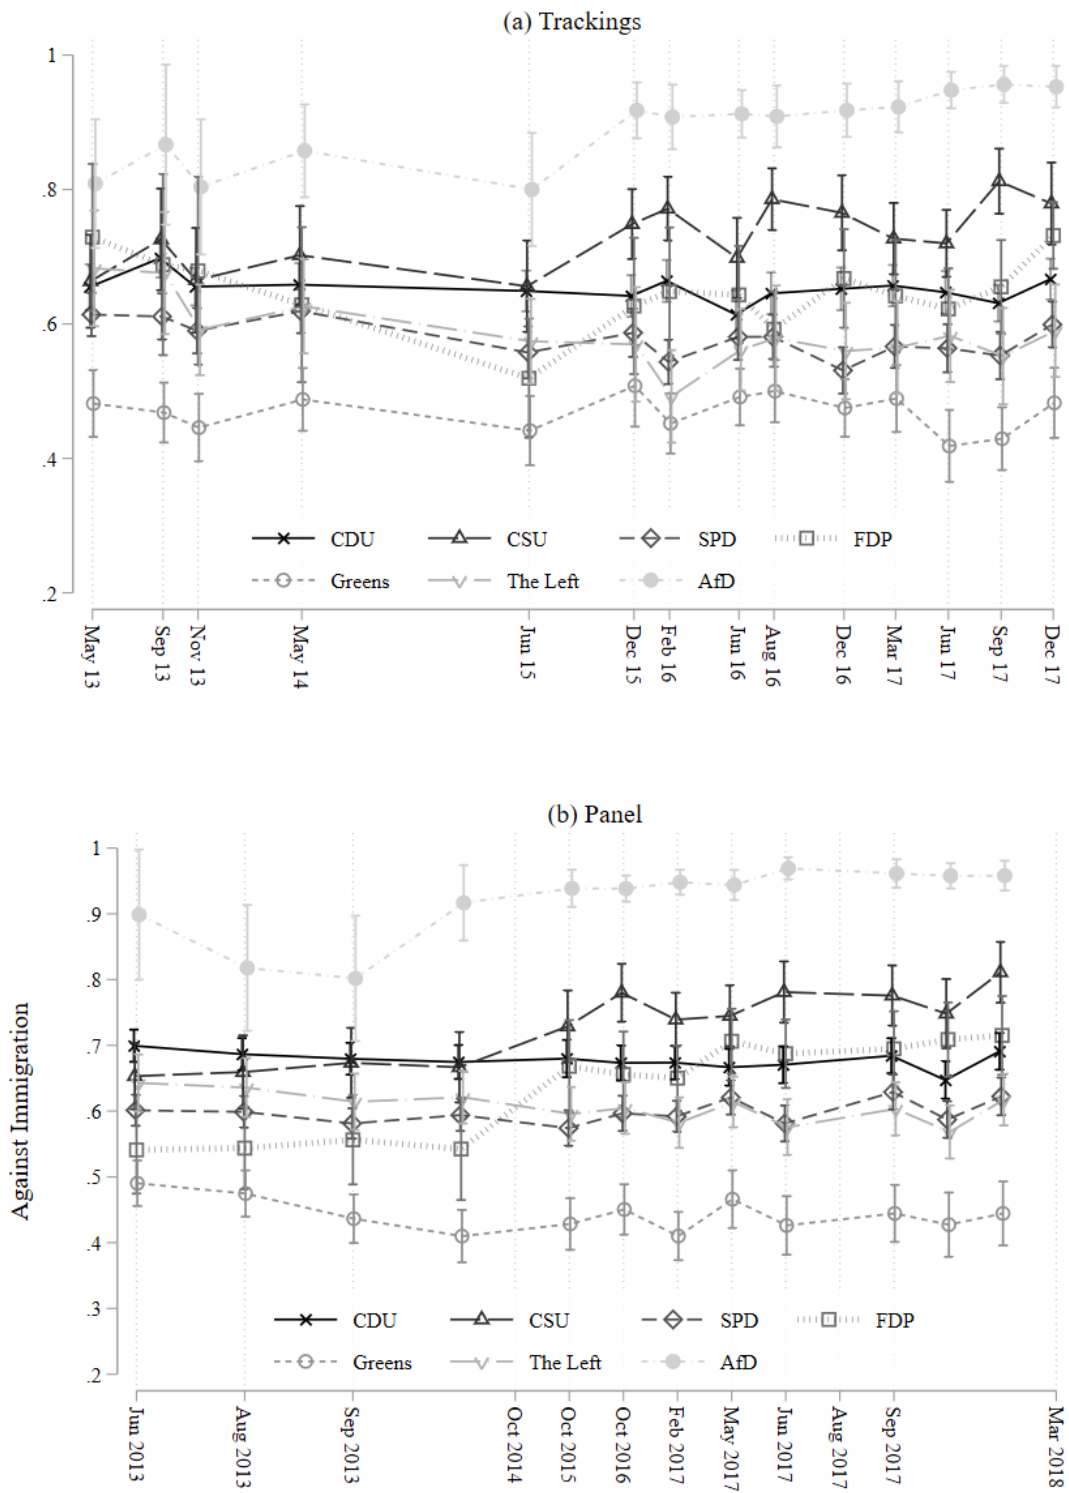 (a) Trackings
1
.8
.6
.4
.2
CDU CSU SPD FDP
Greens The Left AfD
May 13 Sep 13 Nov 13 May 14 Jun 15 Dec 15 Feb 16 Jun 16 Aug 16 Dec 16 Mar 17 Jun 17 Sep 17 Dec 17
(b) Panel
Against Immigration
1
.9
.8
.7
.6
.5
.4
.3
.2
CDU CSU SPD FDP
Greens The Left AfD
Jun 2013 Aug 2013 Sep 2013 Oct 2014 Oct 2015 Oct 2016 Feb 2017 May 2017 Jun 2017 Aug 2017 Sep 2017 Mar 2018